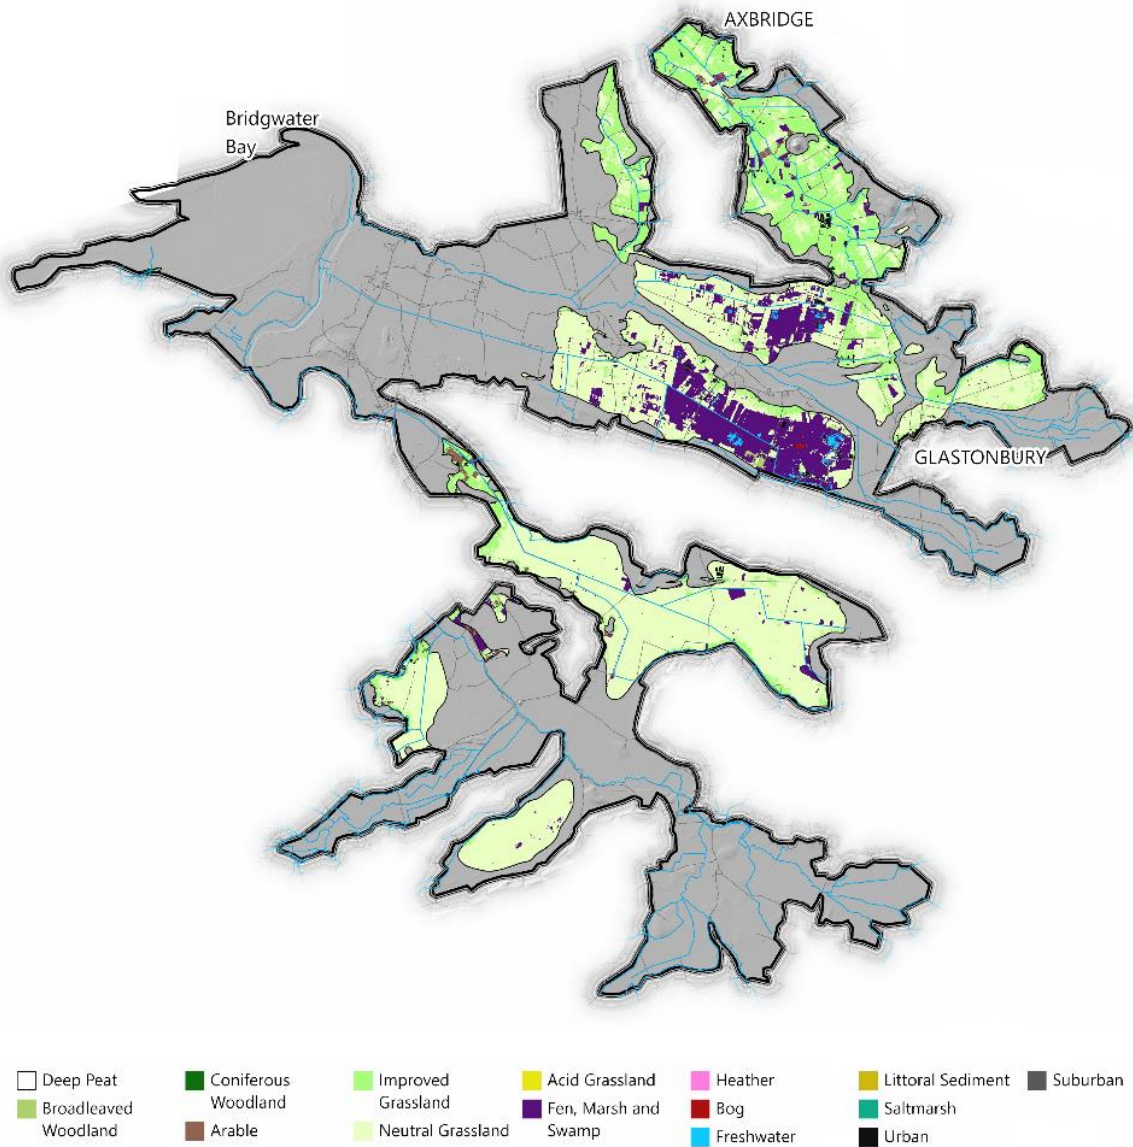 AXBRIDGE
Bridgwater
Bay
GLASTONBURY
Deep Peat
Broadleaved
Woodland
Coniferous
Woodland
Arable
Improved
Grassland
Neutral Grassland
Acid Grassland
Fen, Marsh and
Swamp
Heather
Bog
Freshwater
Littoral Sediment
Saltmarsh
Urban
Suburban